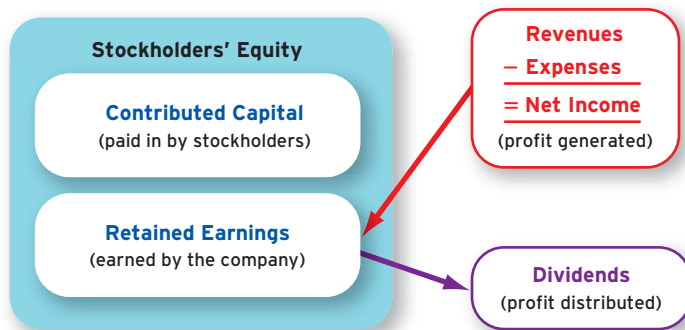 Stockholders’ Equity
Contributed Capital
(paid in by stockholders)
Retained Earnings
(earned by the company)
Revenues
– Expenses
= Net Income
(profit generated)
Dividends
(profit distributed)